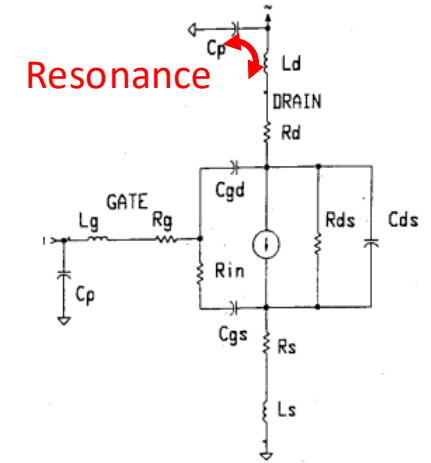 Cp
Resonance
Ld
DRAIN
Rd
GATE
Cgd
Lg
Rg
Rds
Cds
Rin
Cp
Cgs
Rs
Ls